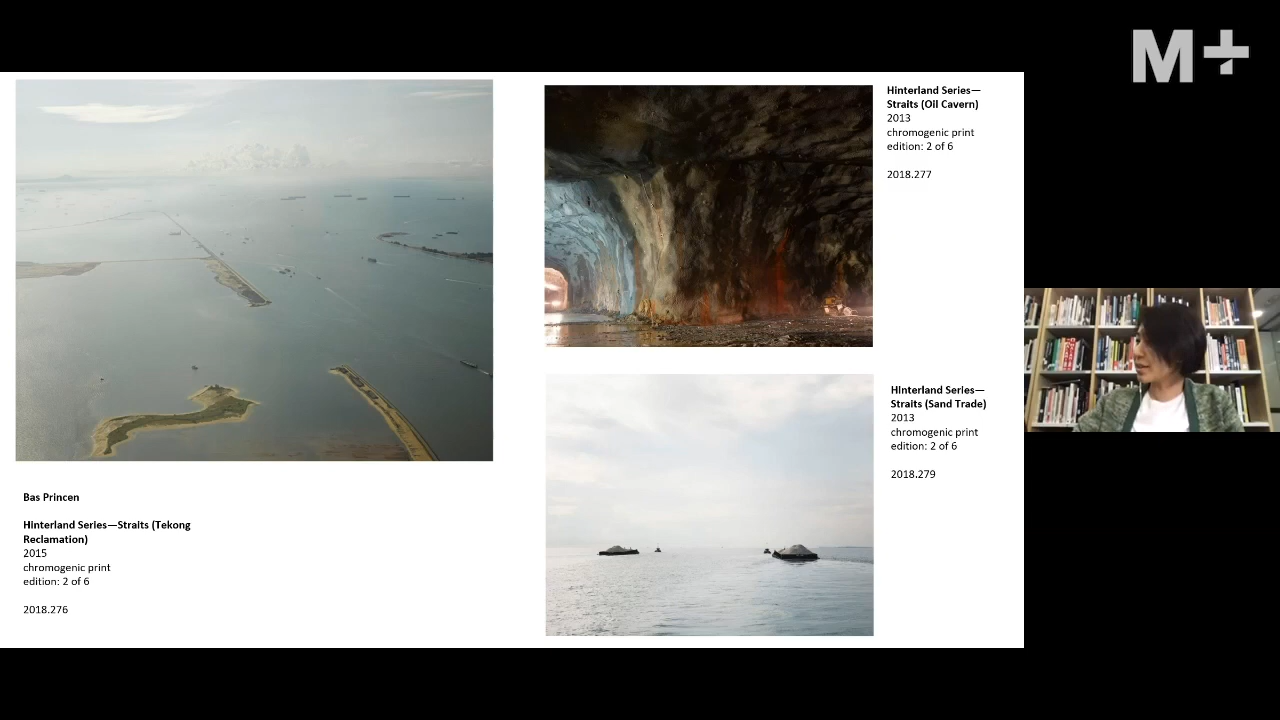 M+
Hinterland Series—
Straits (Oil Cavern)
2013
chromogenic print
edition: 2 of 6
2018.277
Hinterland Series—
Straits (Sand Trade)
2013
chromogenic print
edition: 2 of 6
2018.279
Bas Princen
Hinterland Series—Straits (Tekong
Reclamation)
2015
chromogenic print
edition: 2 of 6
2018.276